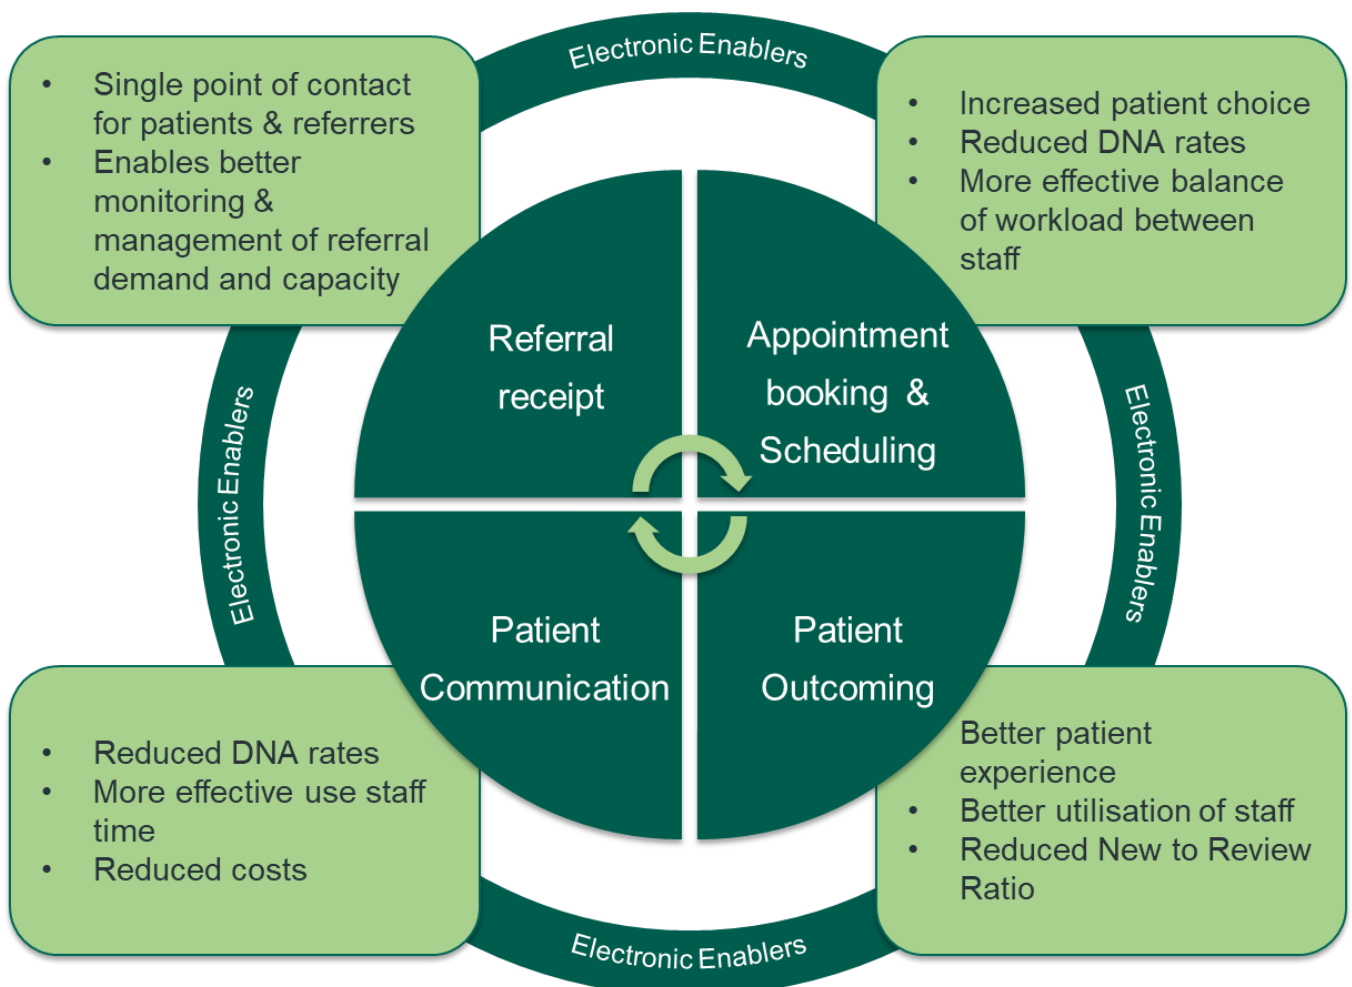 Electronic Enablers
• Single point of contact
for patients & referrers
• Enables better
monitoring &
management of referral
demand and capacity
• Increased patient choice
• Reduced DNA rates
• More effective balance
of workload between
staff
Referral
receipt
Appointment
booking &
Scheduling
Electronic Enablers
Electronic Enablers
Patient
Communication
Patient
Outcoming
• Reduced DNA rates
• More effective use staff
time
• Reduced costs
Better patient
experience
• Better utilisation of staff
• Reduced New to Review
Ratio
Electronic Enablers